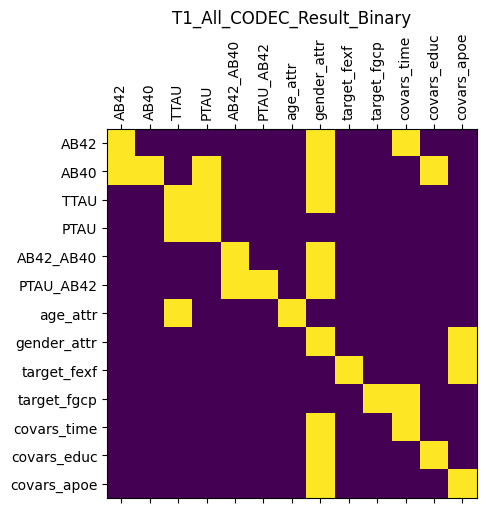 T1_All_CODEC_Result_Binary
AB42
AB40
TTAU
PTAU
AB42_AB40
PTAU_AB42
age_attr
gender_attr
target_fexf
target_fgcp
covars_time
covars_educ
covars_apoe
AB42
AB40
TTAU
PTAU
AB42_AB40
PTAU_AB42
age_attr
gender_attr
target_fexf
target_fgcp
covars_time
covars_educ
covars_apoe